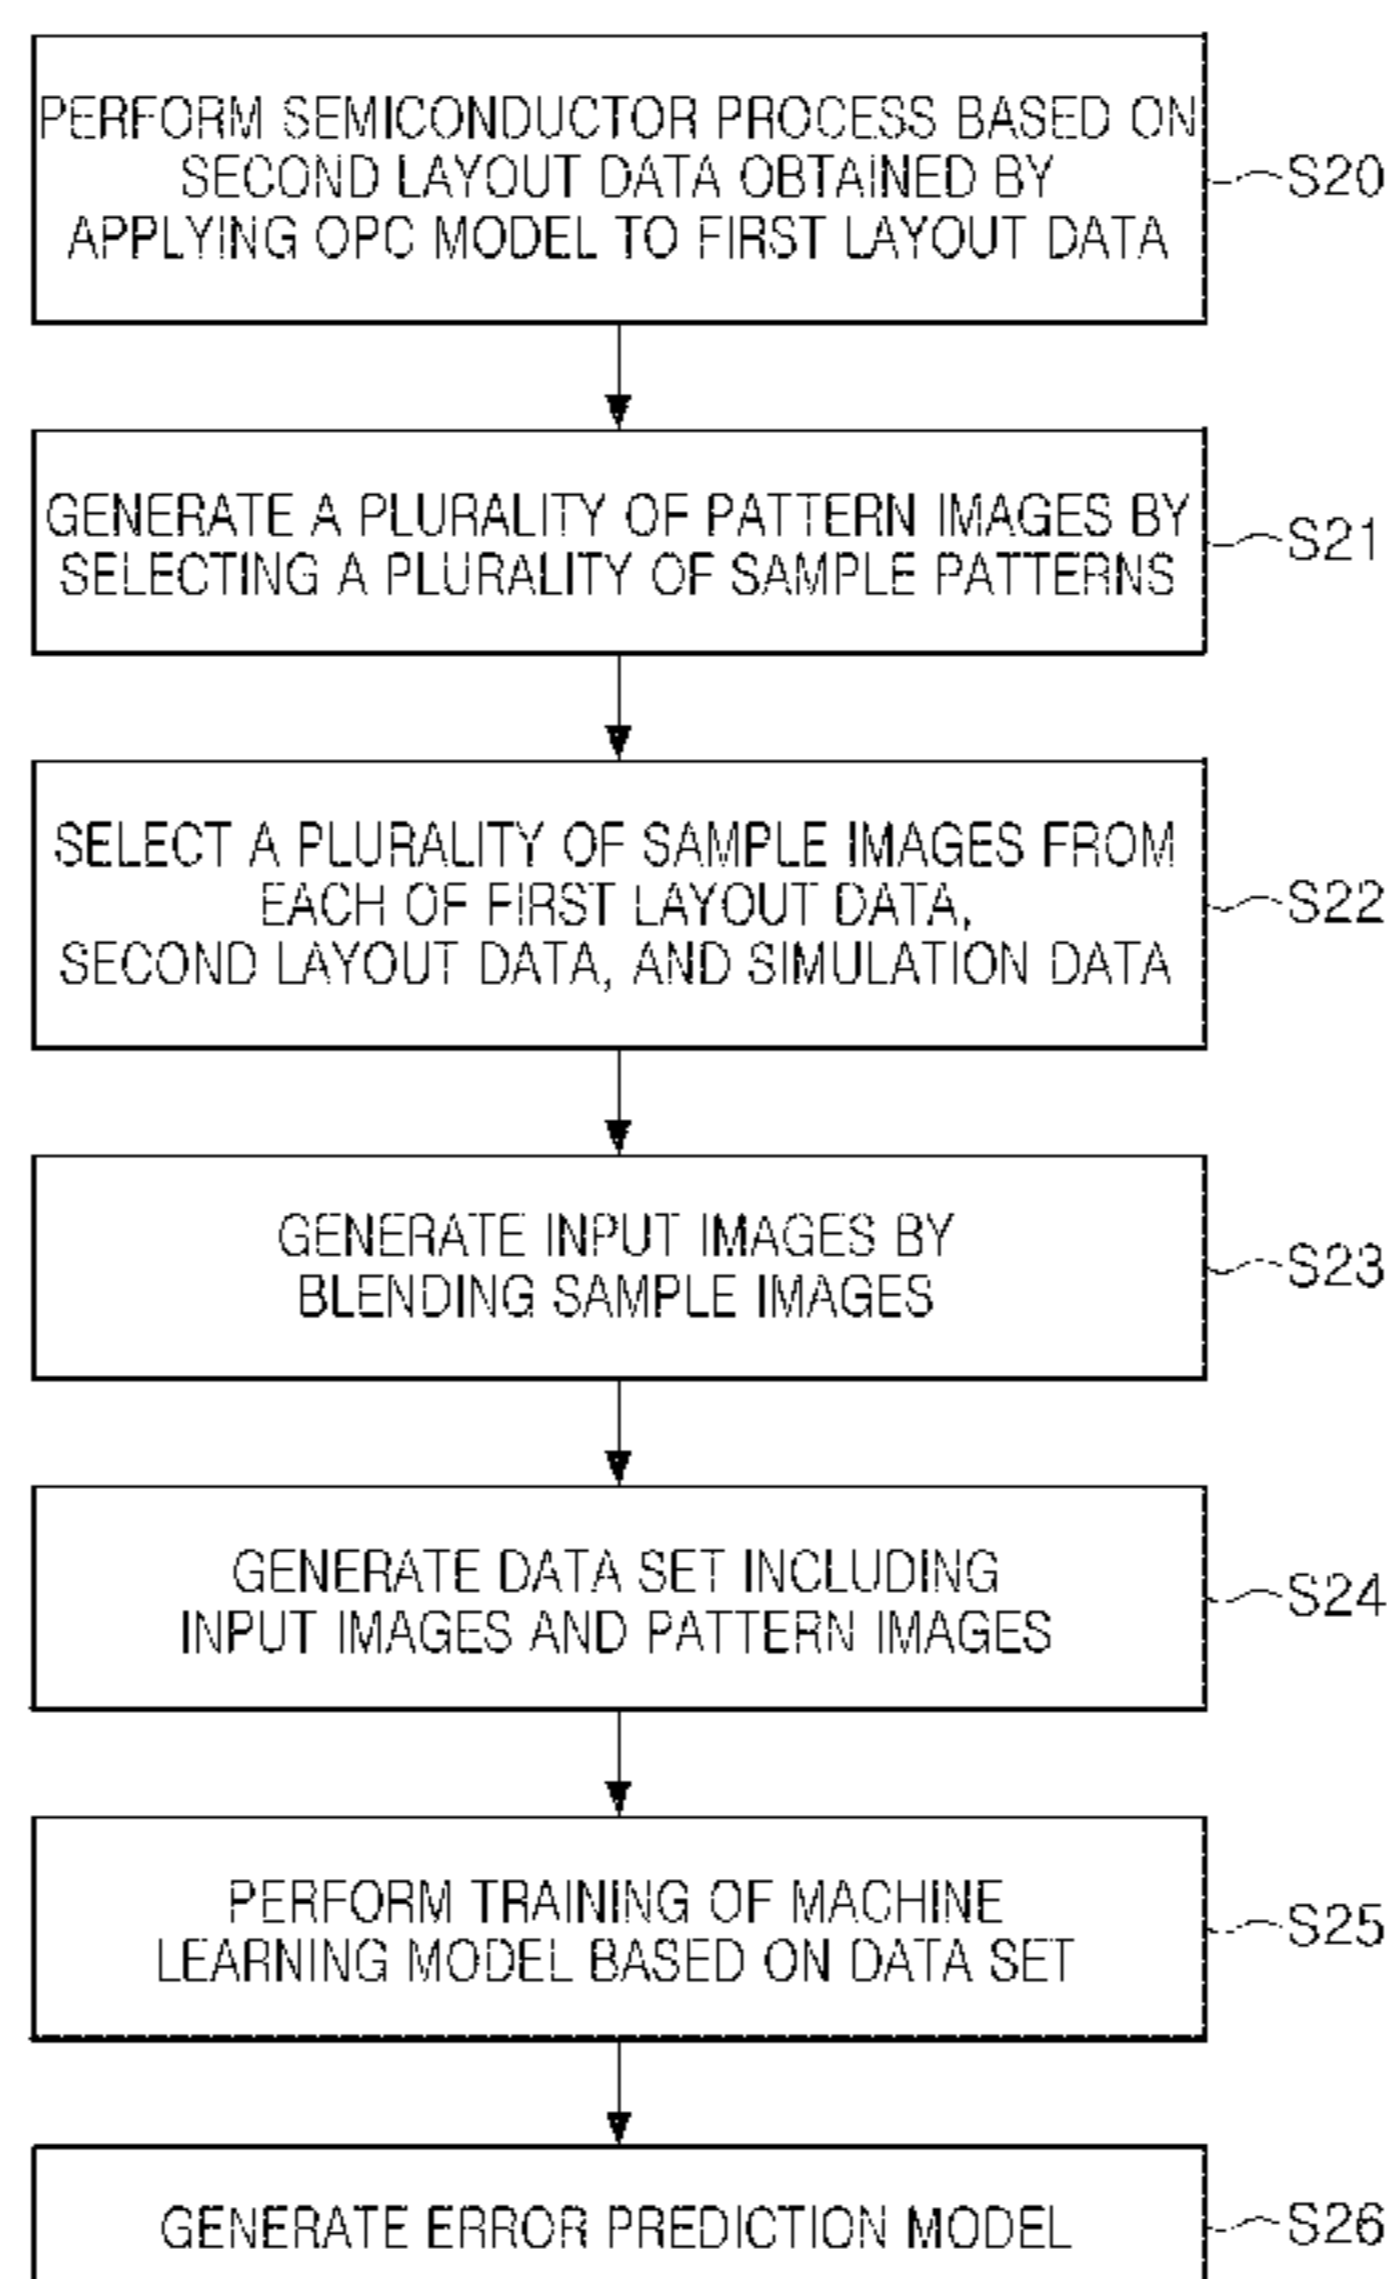 PERFORM SEMICONDUCTOR PROCESS BASED ON
SECOND LAYOUT DATA OBTAINED BY
APPLYING OPC MODEL TO FIRST LAYOUT DATA
S20
GENERATE A PLURALITY OF PATTERN IMAGES BY
SELECTING A PLURALITY OF SAMPLE PATTERNS
S21
SELECT A PLURALITY OF SAMPLE IMAGES FROM
EACH OF FIRST LAYOUT DATA,
SECOND LAYOUT DATA, AND SIMULATION DATA
S22
GENERATE INPUT IMAGES BY
BLENDING SAMPLE IMAGES
S23
GENERATE DATA SET INCLUDING
INPUT IMAGES AND PATTERN IMAGES
S24
PERFORM TRAINING OF MACHINE
LEARNING MODEL BASED ON DATA SET
S25
GENERATE ERROR PREDICTION MODEL
S26